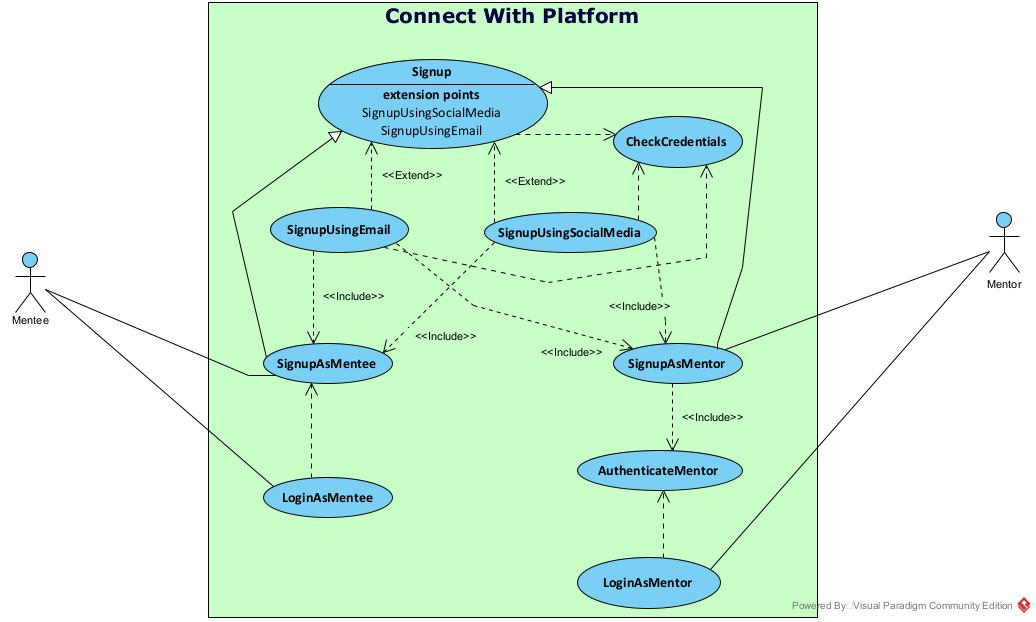 Connect With Platform
Signup
extension points
SignupUsingSocialMedia
SignupUsingEmail
CheckCredentials
<<Extend>>
<<Extend>>
SignupUsingEmail
SignupUsingSocialMedia
Mentor
Mentee
<<Include>>
<<Include>>
<<Include>>
<<Include>>
SignupAsMentee
SignupAsMentor
<<Include>>
AuthenticateMentor
LoginAsMentee
LoginAsMentor
Powered By Visual Paradigm Community Edition